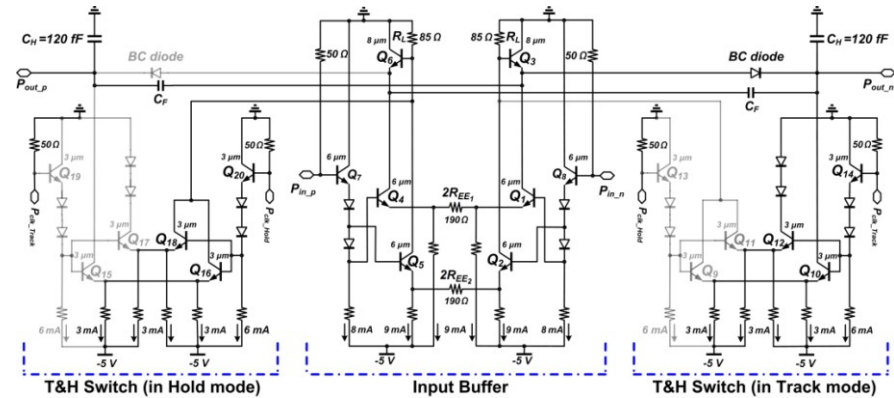 C_H =120 fF
BC diode
P_out_p
C_F
50 Ω
3 μm
Q_19
P_clk_Track
3 μm
Q_17
3 μm
Q_15
Q_18
3 μm
Q_16
3 μm
3 μm
Q_20
50 Ω
P_clk_Hold
6 mA
3 mA
3 mA
3 mA
6 mA
-5 V
-5 V
T&H Switch (in Hold mode)
50 Ω
8 μm
R_L
85 Ω
Q_6
P_in_p
6 μm
Q_7
6 μm
Q_4
6 μm
Q_5
2R_EE1
190Ω
2R_EE2
190Ω
85 Ω
R_L
8 μm
Q_3
50 Ω
6 μm
Q_8
P_in_n
6 μm
Q_1
6 μm
Q_2
8 mA
9 mA
9 mA
9 mA
8 mA
-5 V
-5 V
Input Buffer
C_H =120 fF
BC diode
P_out_n
C_F
50Ω
3 μm
Q_13
P_clk_Hold
3 μm
Q_11
3 μm
Q_9
Q_12
3 μm
Q_10
3 μm
3 μm
Q_14
50 Ω
P_clk_Track
6 mA
3 mA
3 mA
3 mA
6 mA
-5 V
-5 V
T&H Switch (in Track mode)